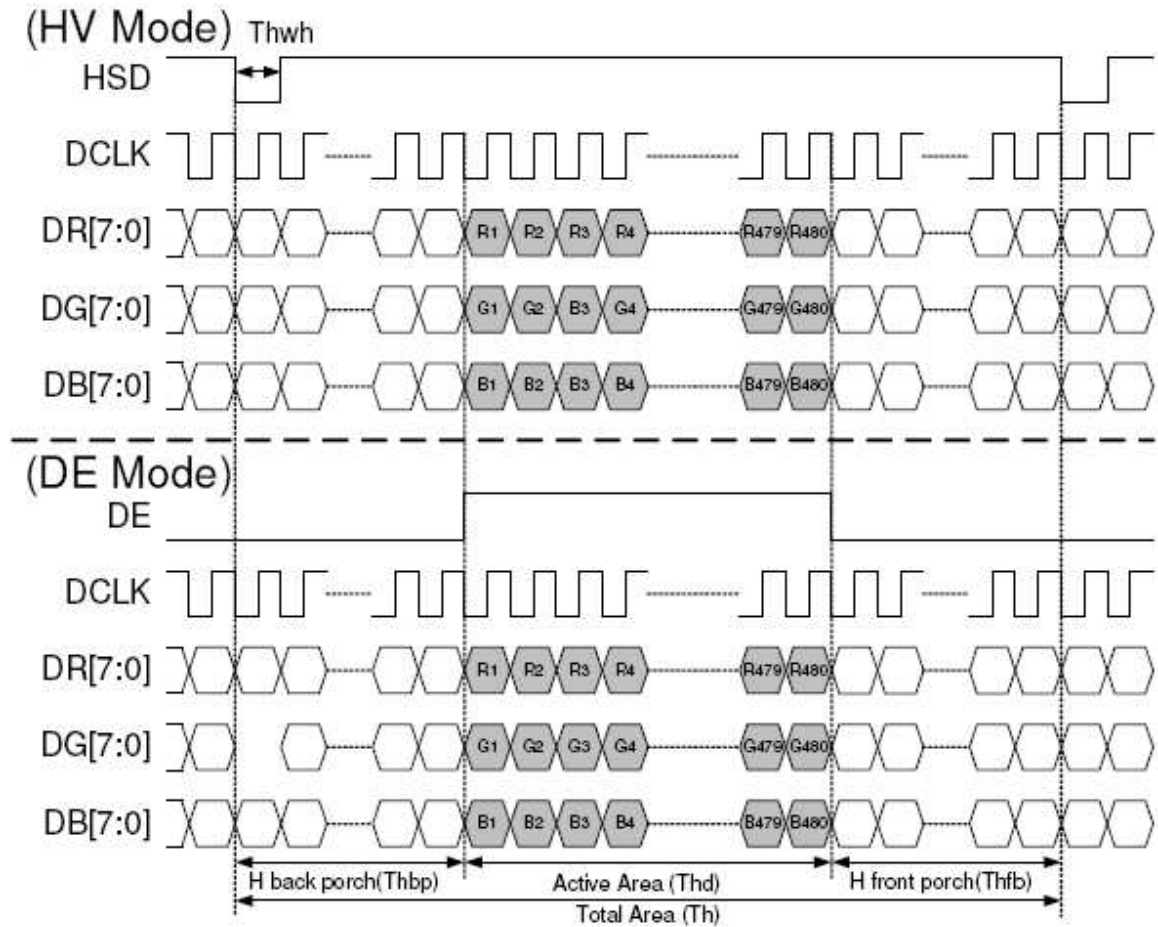 (HV Mode) Thwh
HSD
DCLK
DR[7:0] R1 R2 R3 R4 R479 R480
DG[7:0] G1 G2 B3 G4 G479 G480
DB[7:0] B1 B2 B3 B4 B479 B480
(DE Mode)
DE
DCLK
DR[7:0] R1 R2 R3 R4 R479 R480
DG[7:0] G1 G2 G3 G4 G479 G480
DB[7:0] B1 B2 B3 B4 B479 B480
H back porch(Thbp) Active Area (Thd) H front porch(Thfb)
Total Area (Th)